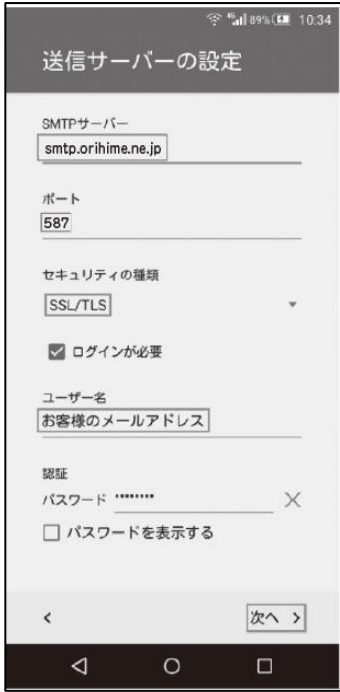 4G 89% 10:34
送信サーバーの設定
SMTPサーバー
smtp.orihime.ne.jp
ポート
587
セキュリティの種類
SSL/TLS
ログインが必要
ユーザー名
お客様のメールアドレス
認証
パスワード ••••••••
パスワードを表示する
次へ